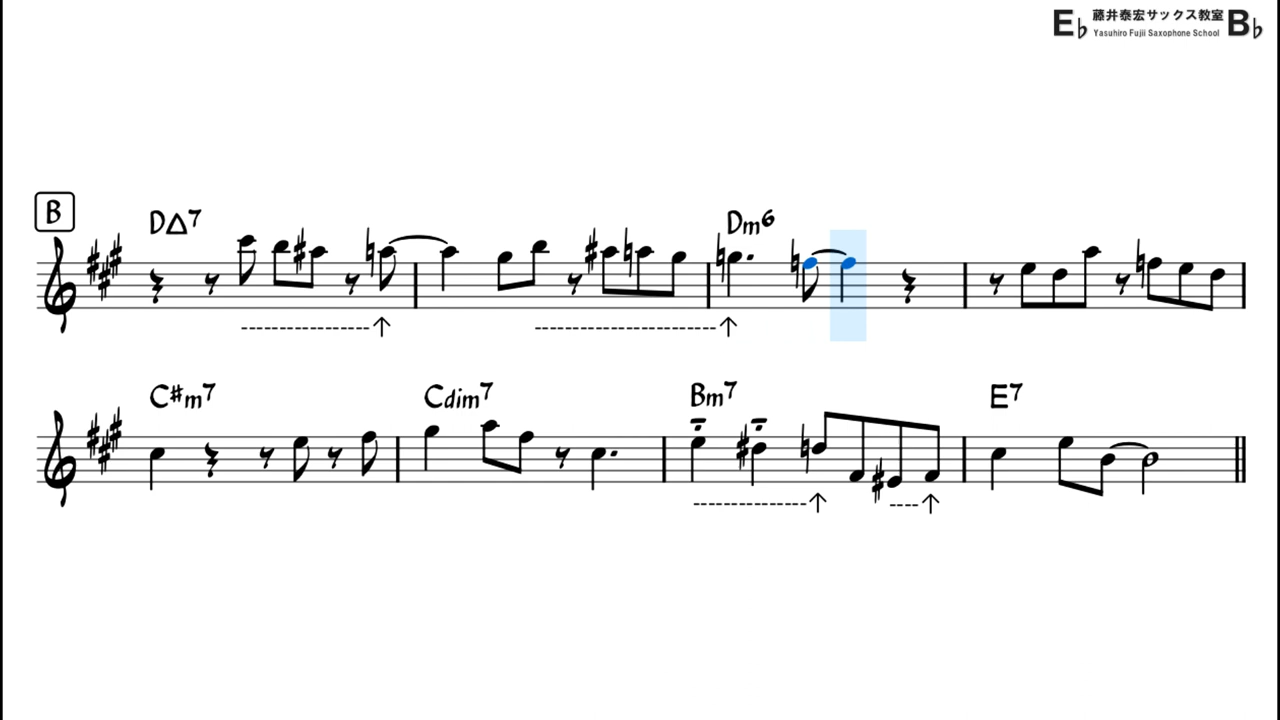 E♭ 藤井泰宏サックス教室 B♭
Yasuhiro Fujii Saxophone School
B
D△7 Dm6
C#m7 Cdim7 Bm7 E7